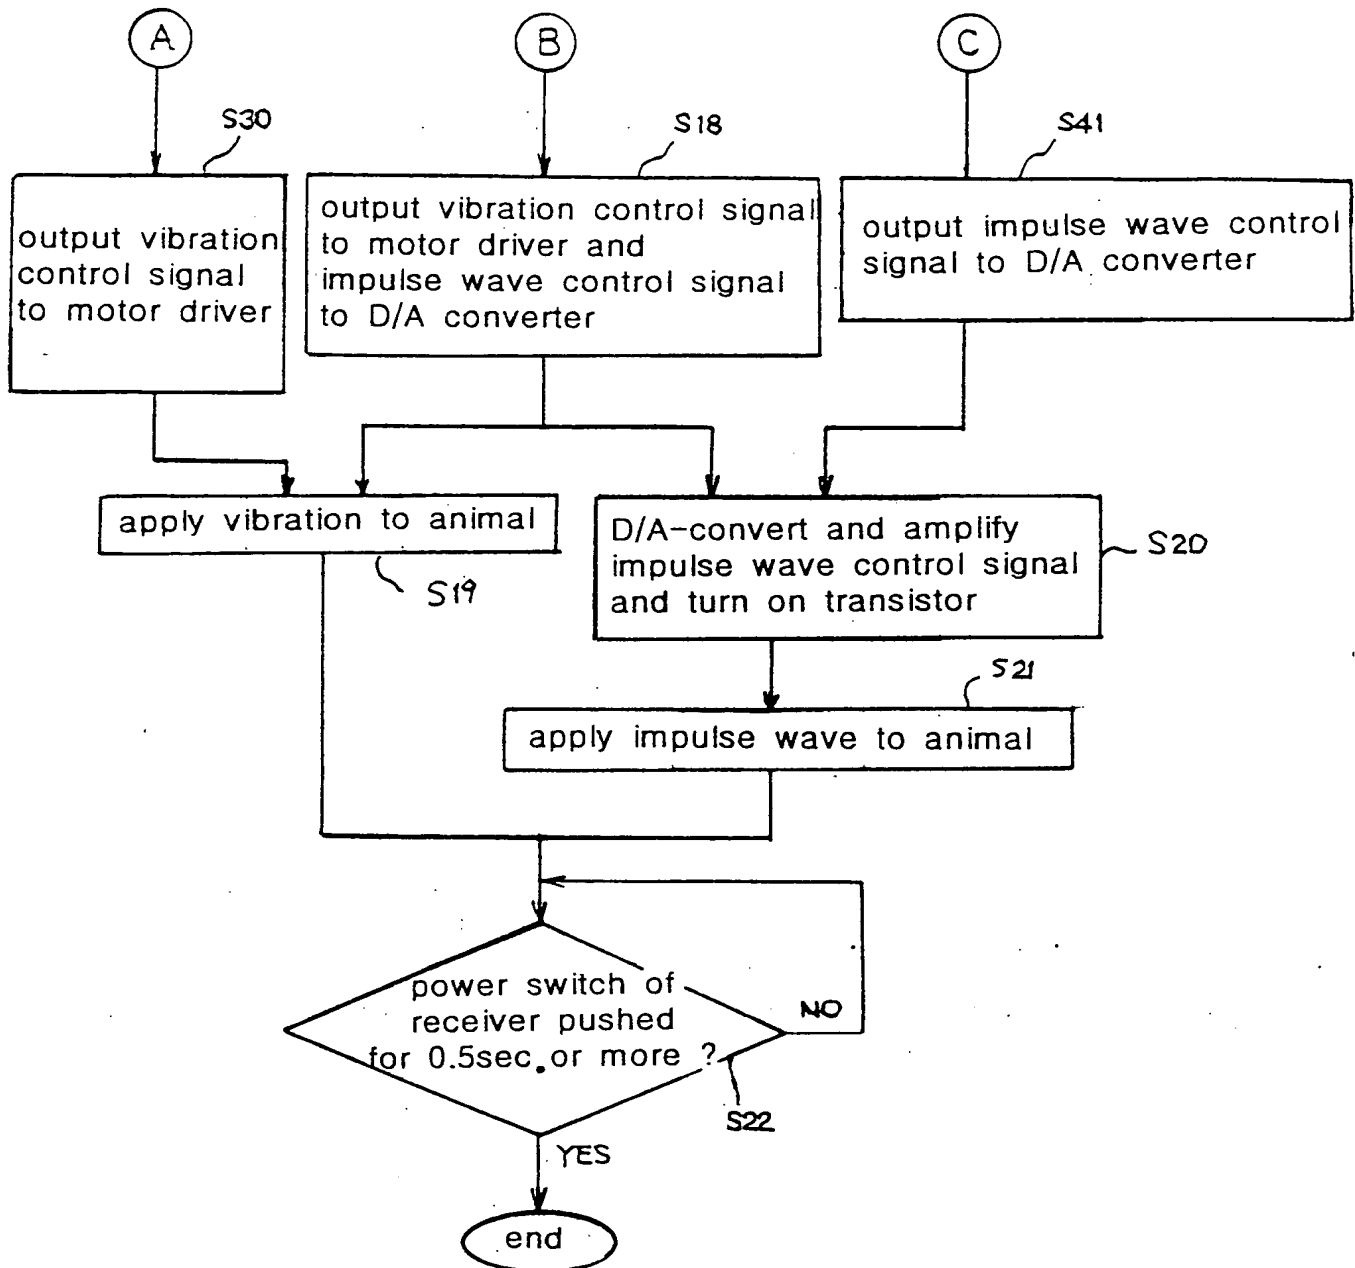 A
B
C
S30
S18
S41
output vibration
control signal
to motor driver
output vibration control signal
to motor driver and
impulse wave control signal
to D/A converter
output impulse wave control
signal to D/A converter
apply vibration to animal
S19
D/A-convert and amplify
impulse wave control signal
and turn on transistor
S20
S21
apply impulse wave to animal
power switch of
receiver pushed
for 0.5sec. or more ?
NO
S22
YES
end